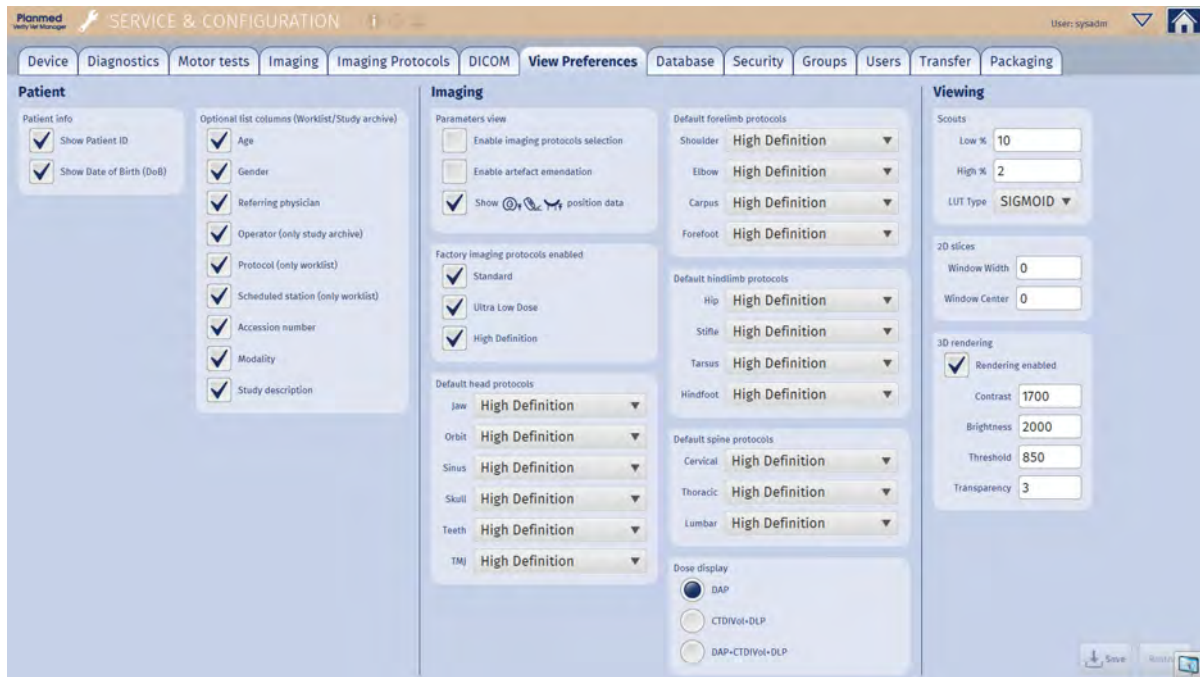 Planmed
Verity Vet Manager
SERVICE & CONFIGURATION
User: sysadm
Device
Diagnostics
Motor tests
Imaging
Imaging Protocols
DICOM
View Preferences
Database
Security
Groups
Users
Transfer
Packaging
Patient
Patient info
Show Patient ID
Show Date of Birth (DoB)
Optional list columns (Worklist/Study archive)
Age
Gender
Referring physician
Operator (only study archive)
Protocol (only worklist)
Scheduled station (only worklist)
Accession number
Modality
Study description
Imaging
Parameters view
Enable imaging protocols selection
Enable artefact emendation
Show position data
Factory imaging protocols enabled
Standard
Ultra Low Dose
High Definition
Default head protocols
Jaw High Definition
Orbit High Definition
Sinus High Definition
Skull High Definition
Teeth High Definition
TMJ High Definition
Default forelimb protocols
Shoulder High Definition
Elbow High Definition
Carpus High Definition
Forefoot High Definition
Default hindlimb protocols
Hip High Definition
Stifle High Definition
Tarsus High Definition
Hindfoot High Definition
Default spine protocols
Cervical High Definition
Thoracic High Definition
Lumbar High Definition
Dose display
DAP
CTDIVol+DLP
DAP+CTDIVol+DLP
Viewing
Scouts
Low % 10
High % 2
LUT Type SIGMOID
2D slices
Window Width 0
Window Center 0
3D rendering
Rendering enabled
Contrast 1700
Brightness 2000
Threshold 850
Transparency 3
Save